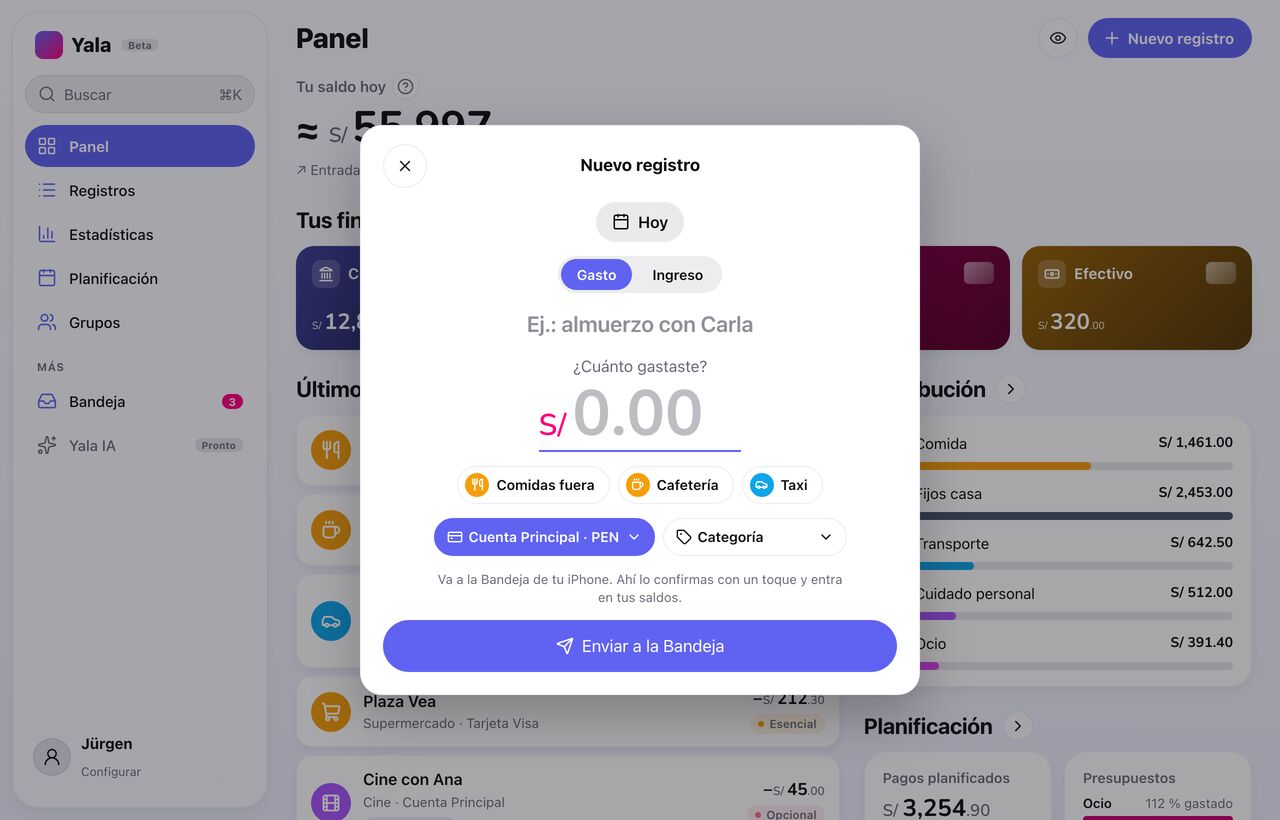 Yala Beta
Buscar ⌘K
Panel
Registros
Estadísticas
Planificación
Grupos
MÁS
Bandeja 3
Yala IA Pronto
Jürgen
Configurar
Panel
Nuevo registro
Tu saldo hoy ?
≈ S/ 55,997
Entrada
Tus fin
C
S/ 12,8
Efectivo
S/ 320.00
Último
bución
Nuevo registro
Hoy
Gasto Ingreso
Ej.: almuerzo con Carla
¿Cuánto gastaste?
S/ 0.00
Comidas fuera Cafetería Taxi
Cuenta Principal · PEN Categoría
Va a la Bandeja de tu iPhone. Ahí lo confirmas con un toque y entra
en tus saldos.
Enviar a la Bandeja
Comida S/ 1,461.00
Fijos casa S/ 2,453.00
Transporte S/ 642.50
Cuidado personal S/ 512.00
Ocio S/ 391.40
Plaza Vea −S/ 212.30
Supermercado · Tarjeta Visa Esencial
Cine con Ana −S/ 45.00
Cine · Cuenta Principal Opcional
Planificación
Pagos planificados
S/ 3,254.90
Presupuestos
Ocio 112 % gastado